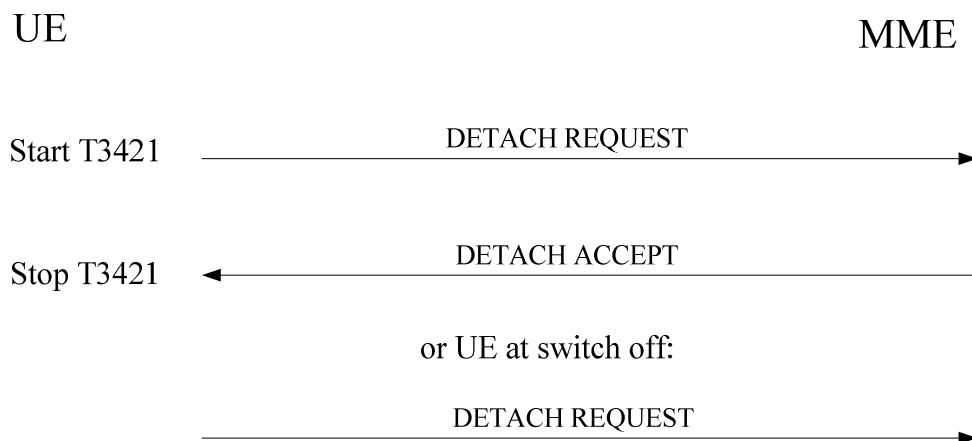 UE
MME
Start T3421
DETACH REQUEST
Stop T3421
DETACH ACCEPT
or UE at switch off:
DETACH REQUEST